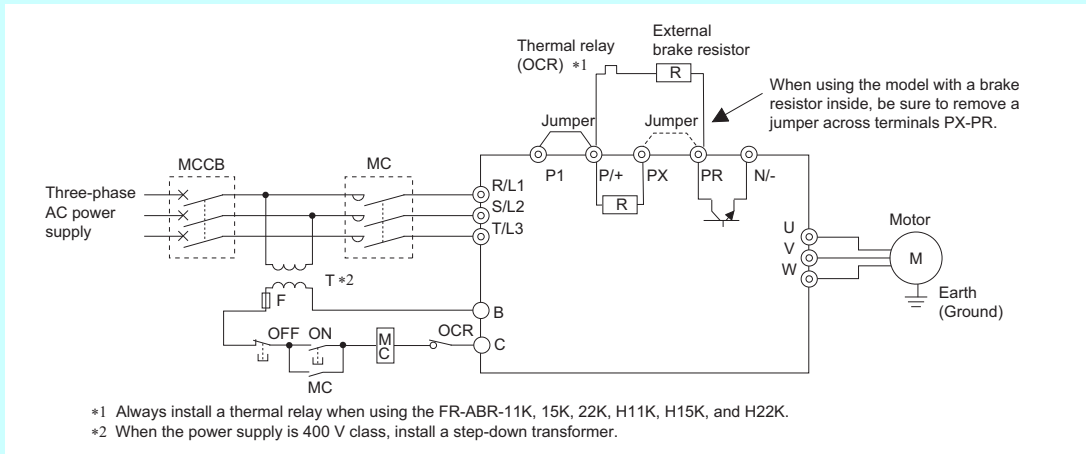 External
brake resistor
Thermal relay
(OCR) *1
R
When using the model with a brake
resistor inside, be sure to remove a
jumper across terminals PX-PR.
Jumper
Jumper
MCCB
MC
P1
P/+
PX
PR
N/-
R
Three-phase
AC power
supply
R/L1
S/L2
T/L3
U
V
W
Motor
M
Earth
(Ground)
T *2
F
B
OFF
ON
MC
OCR
C
MC
*1 Always install a thermal relay when using the FR-ABR-11K, 15K, 22K, H11K, H15K, and H22K.
*2 When the power supply is 400 V class, install a step-down transformer.